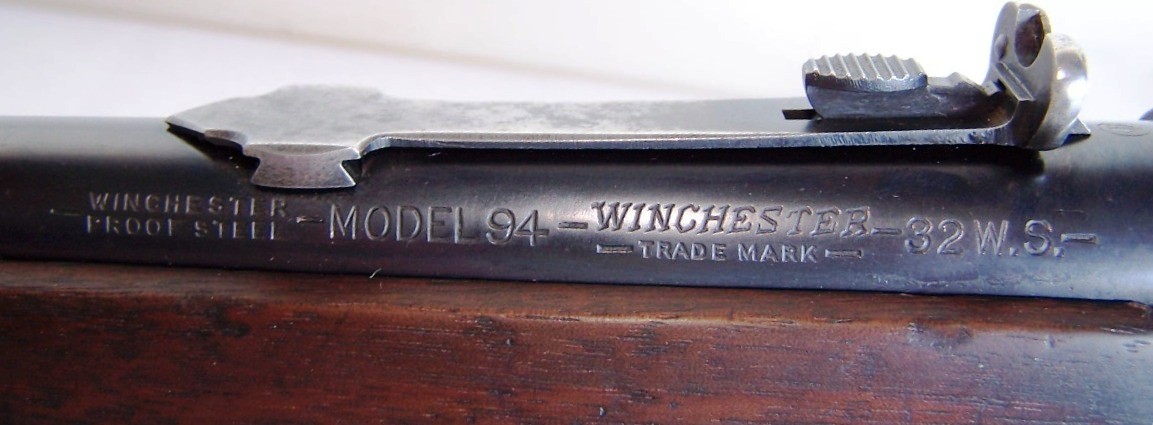 WINCHESTER
PROOF STEEL
-MODEL 94-
WINCHESTER
-TRADE MARK-
-32 W.S.-